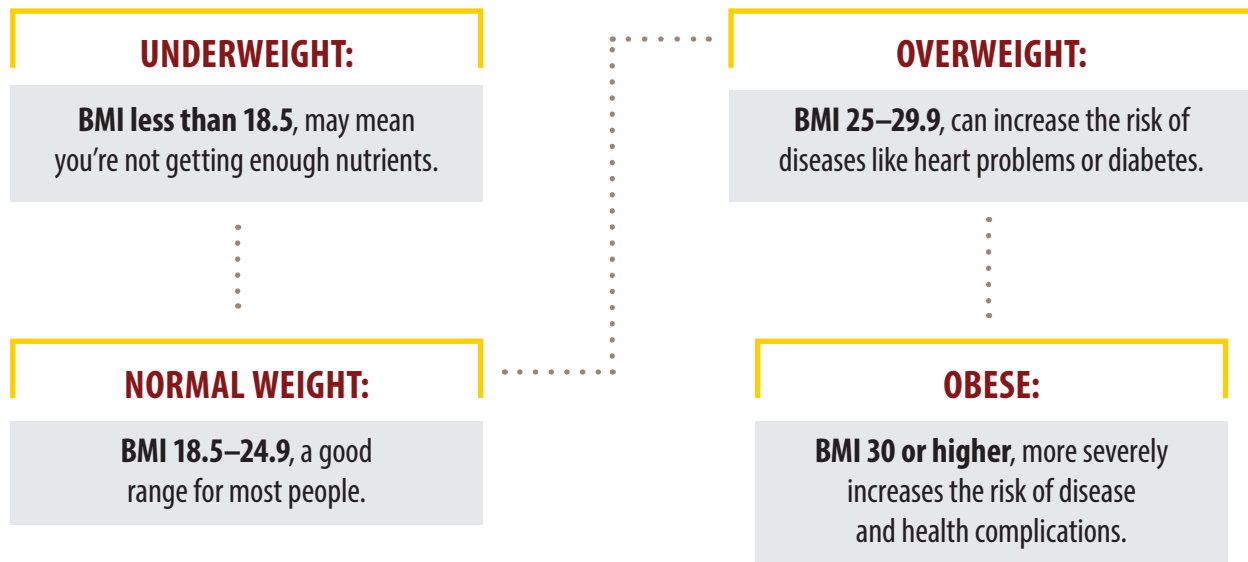 UNDERWEIGHT:
BMI less than 18.5, may mean
you’re not getting enough nutrients.
NORMAL WEIGHT:
BMI 18.5–24.9, a good
range for most people.
OVERWEIGHT:
BMI 25–29.9, can increase the risk of
diseases like heart problems or diabetes.
OBESE:
BMI 30 or higher, more severely
increases the risk of disease
and health complications.